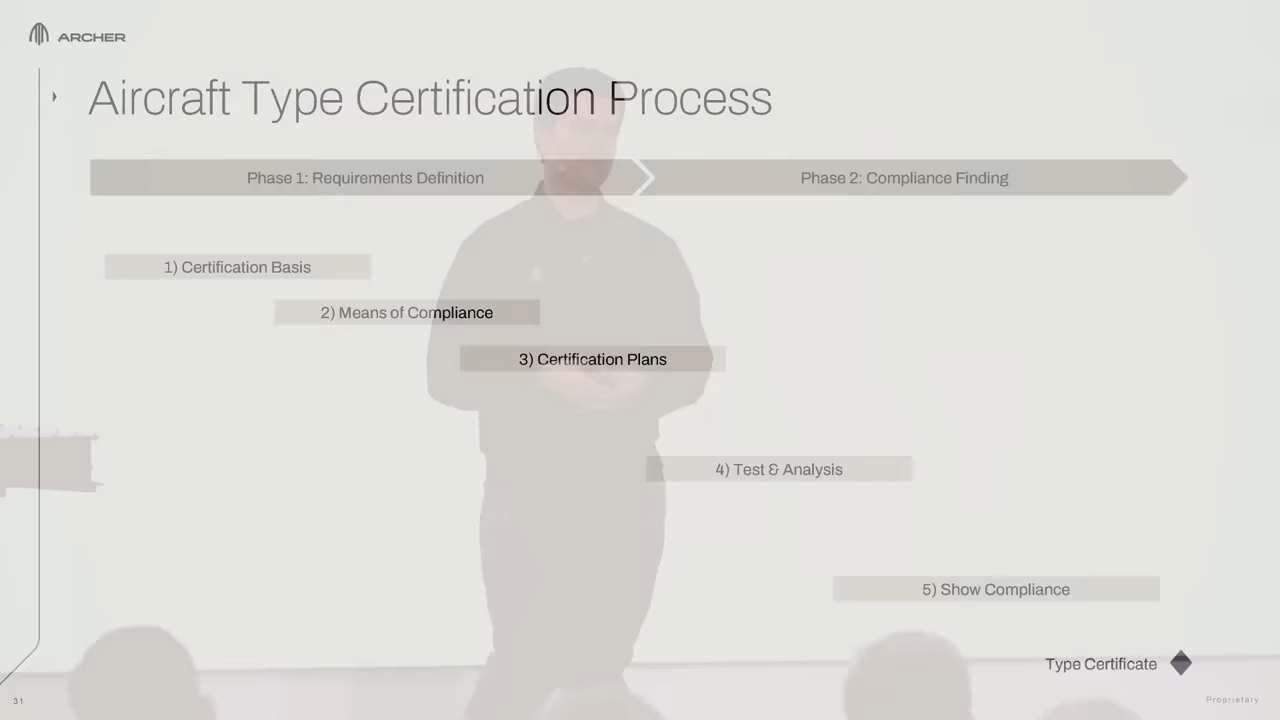 ARCHER
Aircraft Type Certification Process
Phase 1: Requirements Definition
Phase 2: Compliance Finding
1) Certification Basis
2) Means of Compliance
3) Certification Plans
4) Test & Analysis
5) Show Compliance
Type Certificate
31
Proprietary